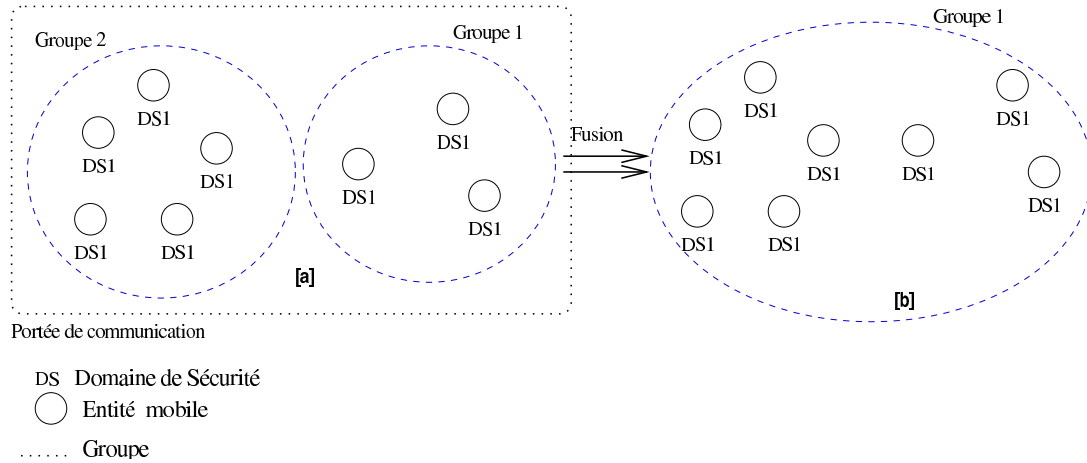 Groupe 2
Groupe 1
DS1
DS1
DS1
DS1
DS1
DS1
DS1
DS1
[a]
Portée de communication
Fusion
Groupe 1
DS1
DS1
DS1
DS1
DS1
DS1
DS1
DS1
[b]
DS Domaine de Sécurité
Entité mobile
...... Groupe